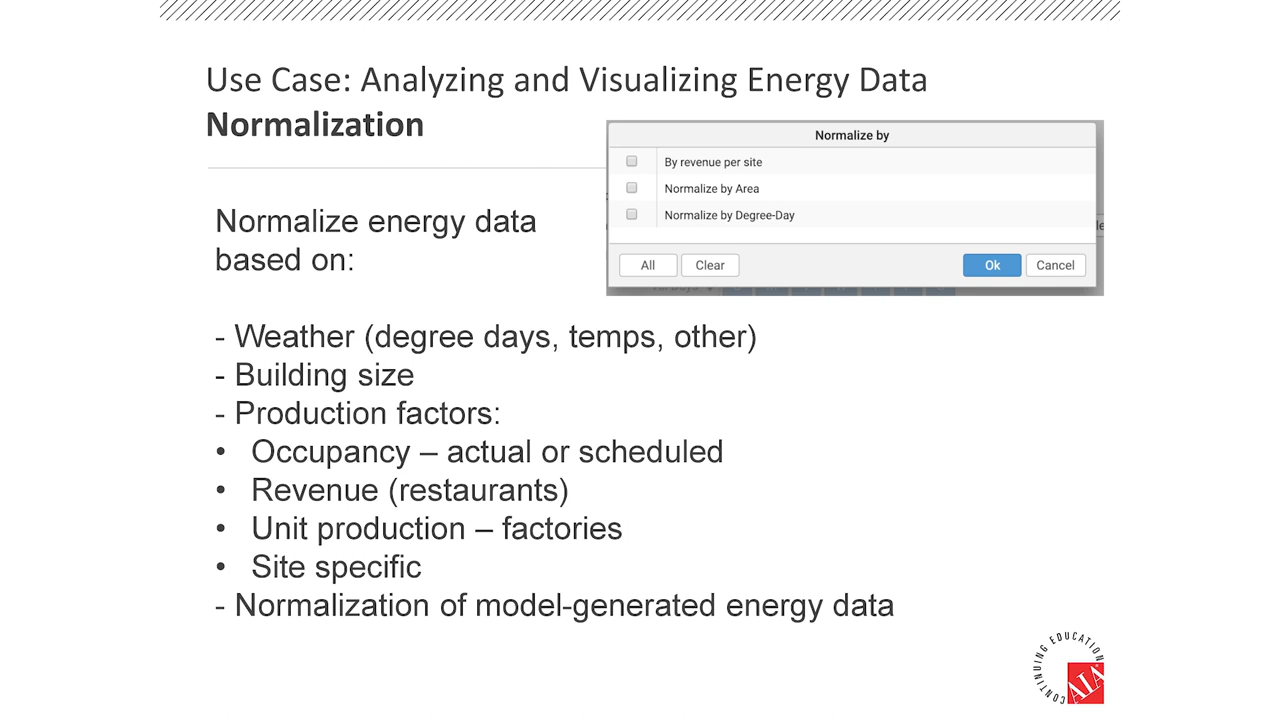 Use Case: Analyzing and Visualizing Energy Data
Normalization
Normalize by
By revenue per site
Normalize by Area
Normalize by Degree-Day
All
Clear
Ok
Cancel
Normalize energy data
based on:
- Weather (degree days, temps, other)
- Building size
- Production factors:
• Occupancy – actual or scheduled
• Revenue (restaurants)
• Unit production – factories
• Site specific
- Normalization of model-generated energy data
CONTINUING EDUCATION
AIA